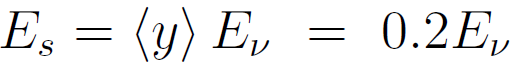 E_s = ⟨y⟩ E_ν = 0.2E_ν